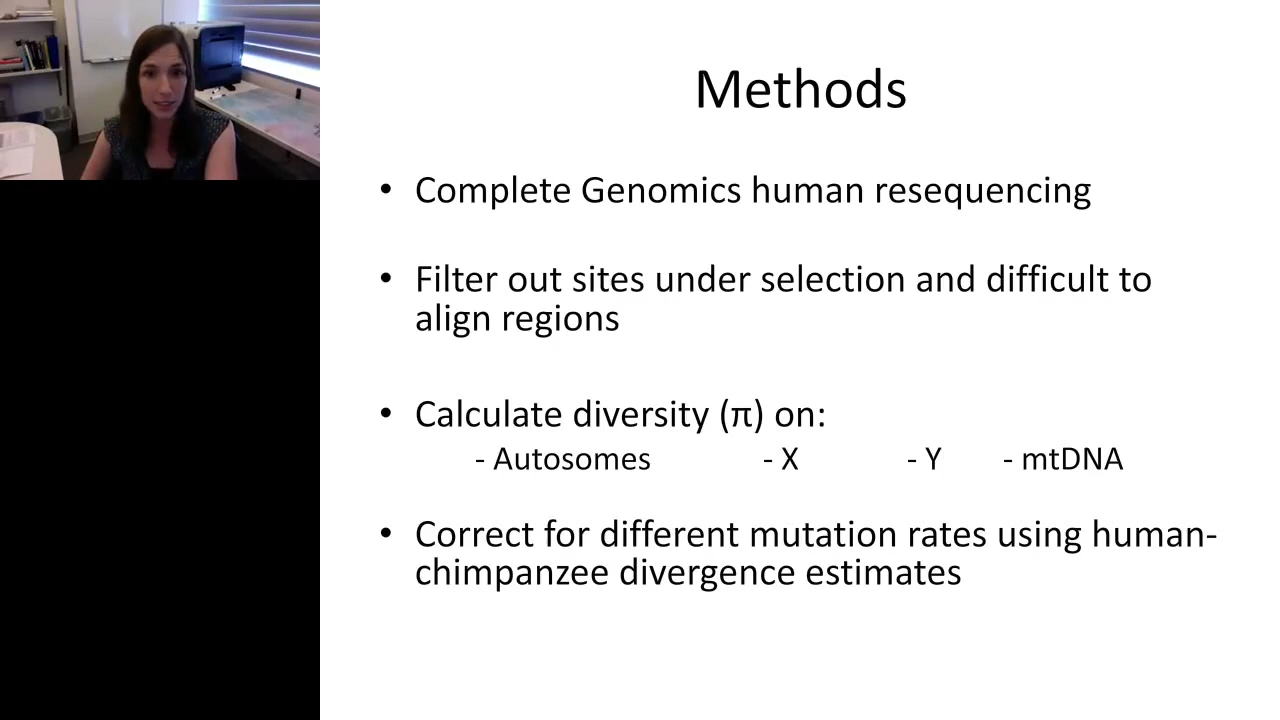 Methods
• Complete Genomics human resequencing
• Filter out sites under selection and difficult to
align regions
• Calculate diversity (π) on:
- Autosomes - X - Y - mtDNA
• Correct for different mutation rates using human-
chimpanzee divergence estimates